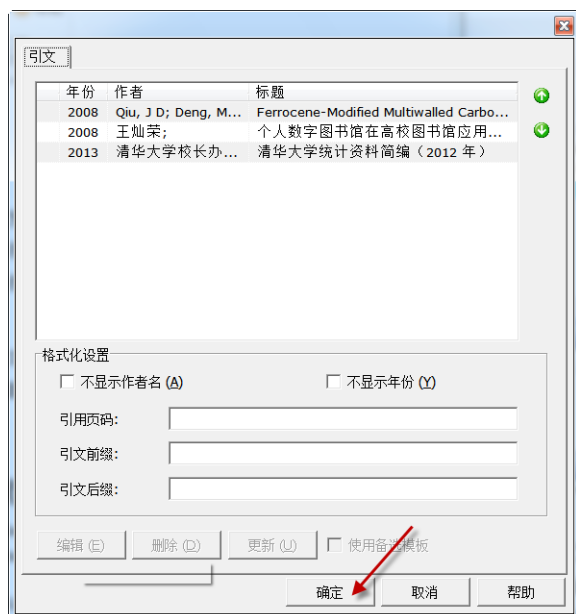 引文
年份 作者 标题
2008 Qiu, J D; Deng, M... Ferrocene-Modified Multiwalled Carbo...
2008 王灿荣; 个人数字图书馆在高校图书馆应用...
2013 清华大学校长办... 清华大学统计资料简编（2012 年）
格式化设置
不显示作者名 (A) 不显示年份 (Y)
引用页码:
引文前缀:
引文后缀:
编辑 (E) 删除 (D) 更新 (U) 使用备选模板
确定 取消 帮助